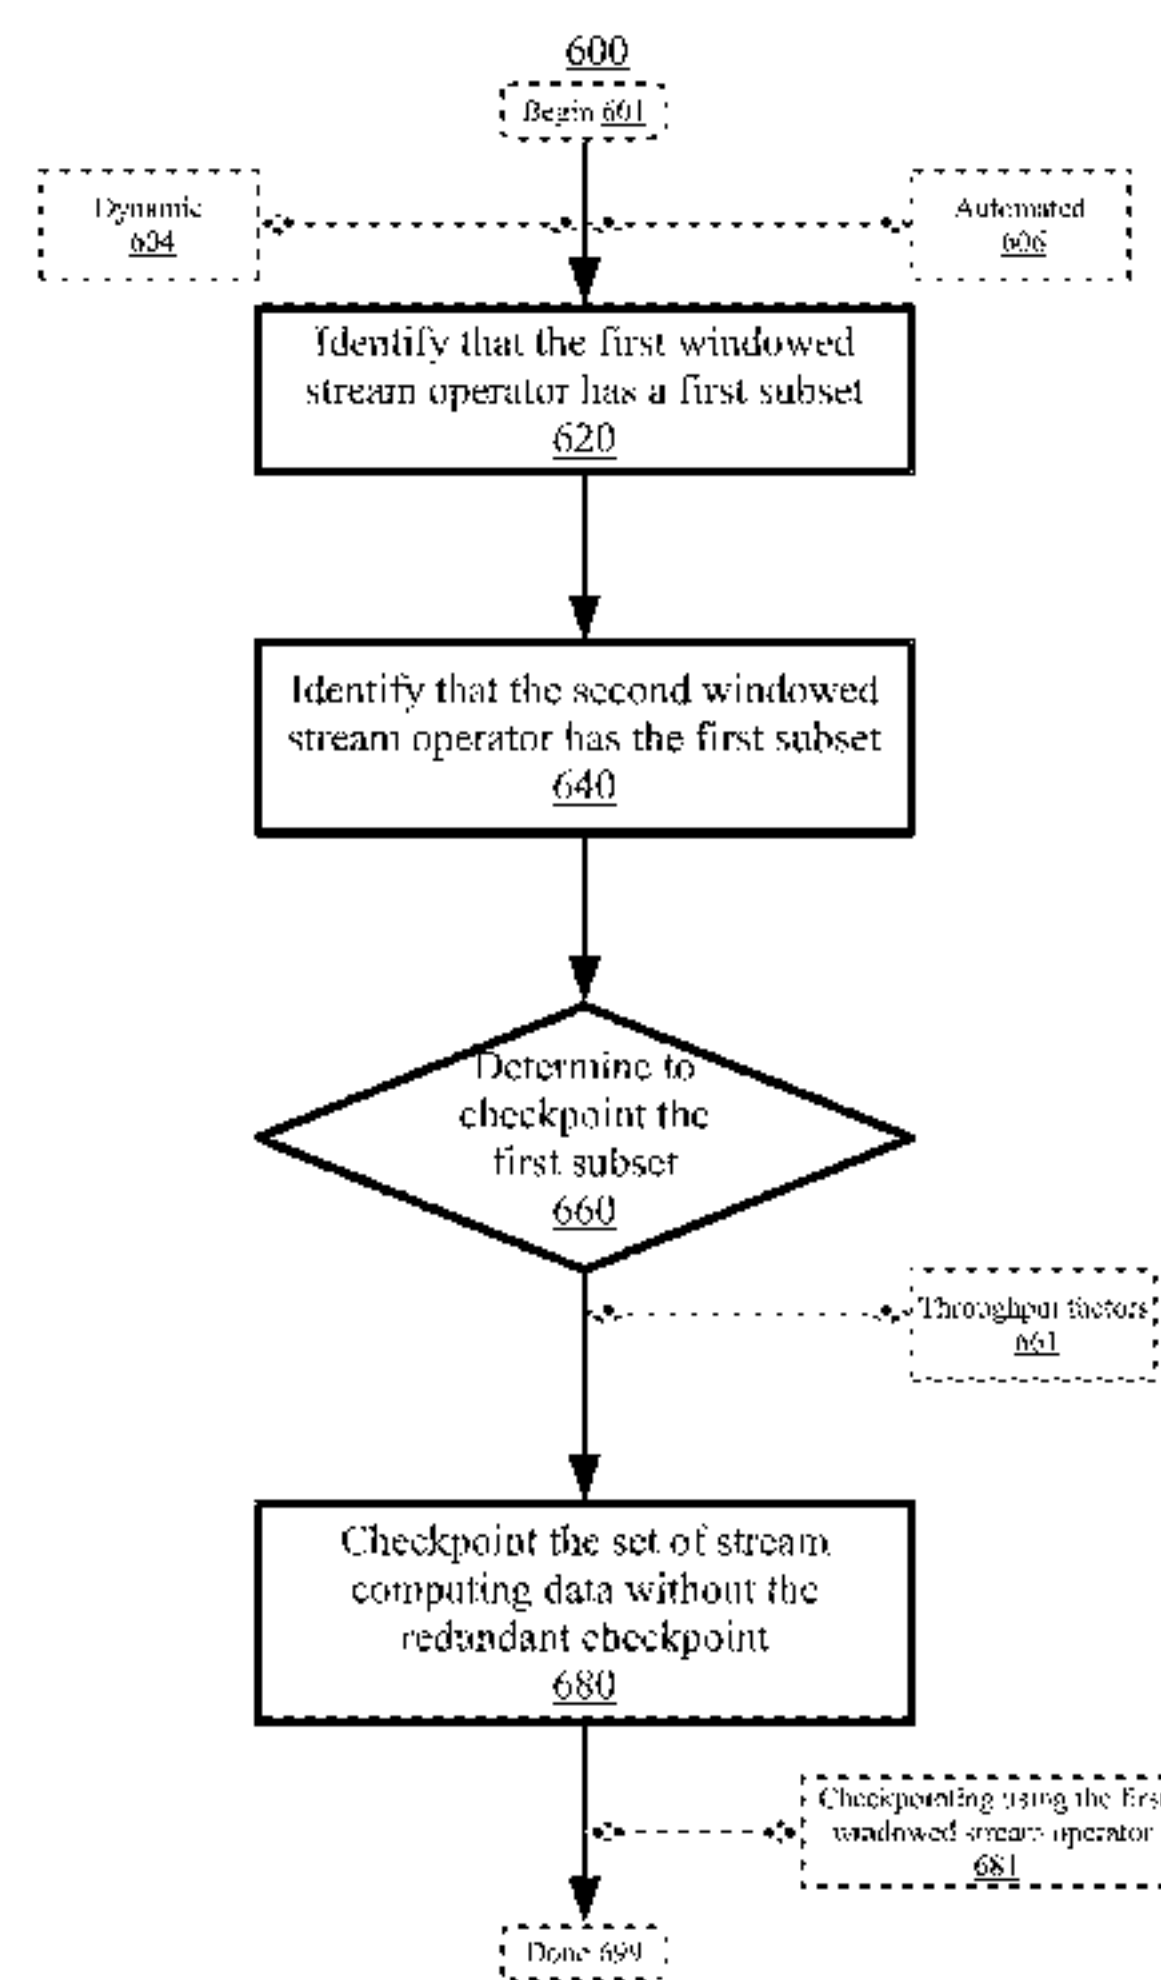 600
Begin 601
Dynamic
604
Automated
606
Identify that the first windowed
stream operator has a first subset
620
Identify that the second windowed
stream operator has the first subset
640
Determine to
checkpoint the
first subset
660
Throughput factors
661
Checkpoint the set of stream
computing data without the
redundant checkpoint
680
Checkpointing using the first
windowed stream operator
681
Done 699